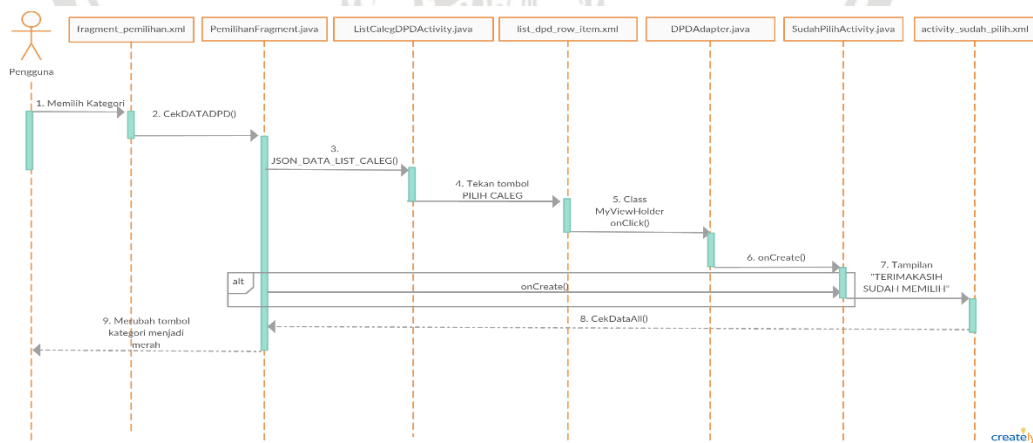 fragment_pemilihan.xml
PemilihanFragment.java
ListCalegDPDActivity.java
list_dpd_row_item.xml
DPDAdapter.java
SudahPilihActivity.java
activity_sudah_pilih.xml
Pengguna
1. Memilih Kategori
2. CekDATADPD()
3.
JSON_DATA_LIST_CALEG()
4. Tekan tombol
PILIH CALEG
5. Class
MyViewHolder
onClick()
6. onCreate()
7. Tampilan
"TERIMAKASIH
SUDAH MEMILIH"
alt
onCreate()
8. CekDataAll()
9. Merubah tombol
kategori menjadi
merah